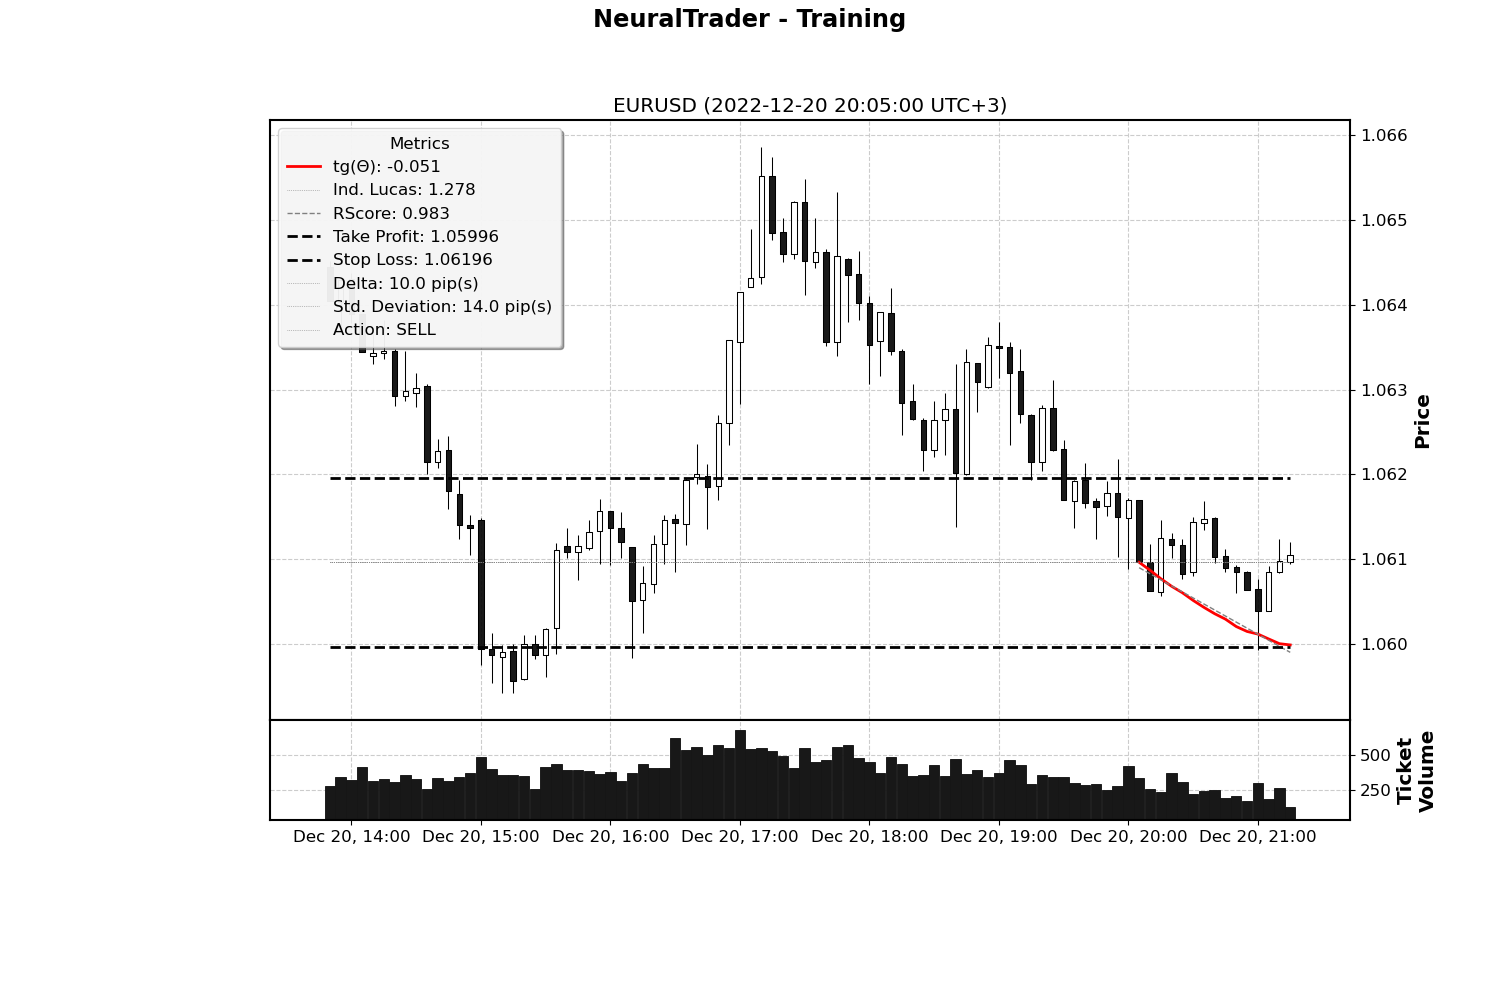 NeuralTrader - Training
EURUSD (2022-12-20 20:05:00 UTC+3)
Metrics
tg(Θ): -0.051
Ind. Lucas: 1.278
RScore: 0.983
Take Profit: 1.05996
Stop Loss: 1.06196
Delta: 10.0 pip(s)
Std. Deviation: 14.0 pip(s)
Action: SELL
1.066
1.065
1.064
1.063
1.062
1.061
1.060
Price
500
250
Ticket
Volume
Dec 20, 14:00
Dec 20, 15:00
Dec 20, 16:00
Dec 20, 17:00
Dec 20, 18:00
Dec 20, 19:00
Dec 20, 20:00
Dec 20, 21:00